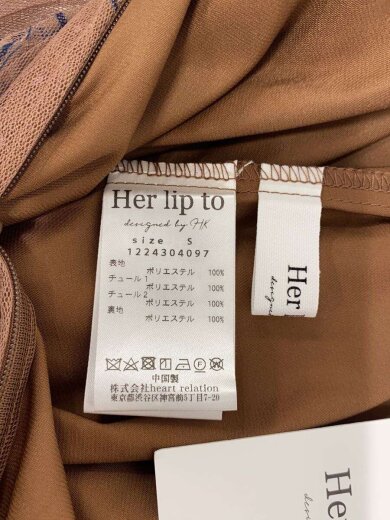 Her lip to
designed by HK
size S
1224304097
表地
ポリエステル 100%
チュール1
ポリエステル 100%
チュール2
ポリエステル 100%
裏地
ポリエステル 100%
中国製
株式会社heart relation
東京都渋谷区神宮前5丁目7-20
Her
Her